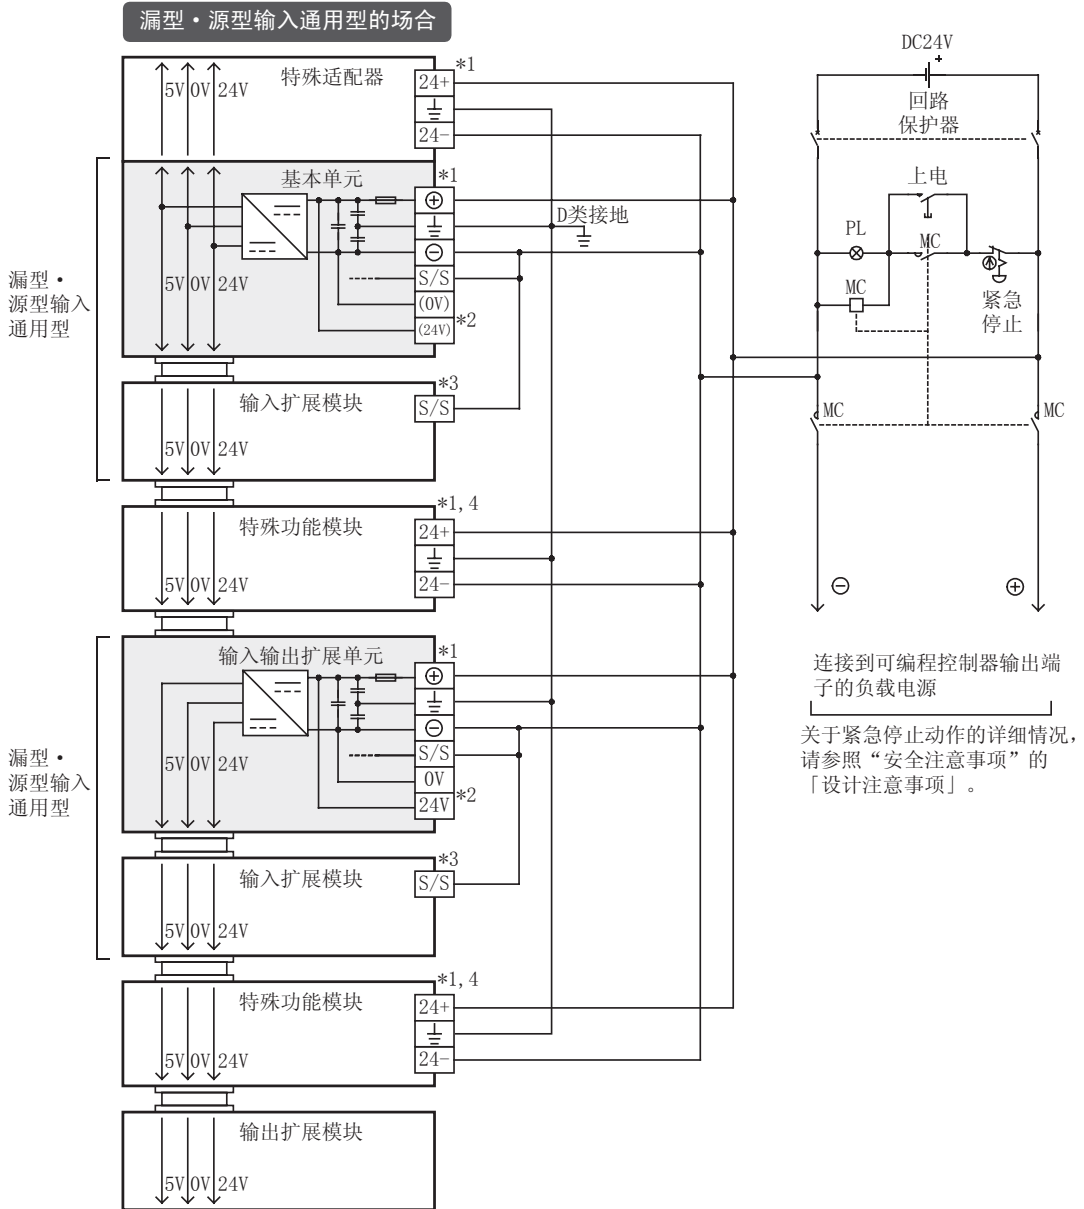 漏型・源型输入通用型的场合
特殊适配器
5V 0V 24V
*1
24+
24-
基本单元
*1
⊕
⊖
S/S
(0V)
(24V)
*2
5V 0V 24V
D类接地
漏型・
源型输入
通用型
输入扩展模块
*3
S/S
5V 0V 24V
特殊功能模块
*1,4
24+
24-
5V 0V 24V
输入输出扩展单元
*1
⊕
⊖
S/S
0V
24V
*2
5V 0V 24V
漏型・
源型输入
通用型
输入扩展模块
*3
S/S
5V 0V 24V
特殊功能模块
*1,4
24+
24-
5V 0V 24V
输出扩展模块
5V 0V 24V
DC24V
+
回路
保护器
上电
PL
MC
MC
紧急
停止
MC
MC
⊖
⊕
连接到可编程控制器输出端
子的负载电源
关于紧急停止动作的详细情况,
请参照“安全注意事项”的
「设计注意事项」。